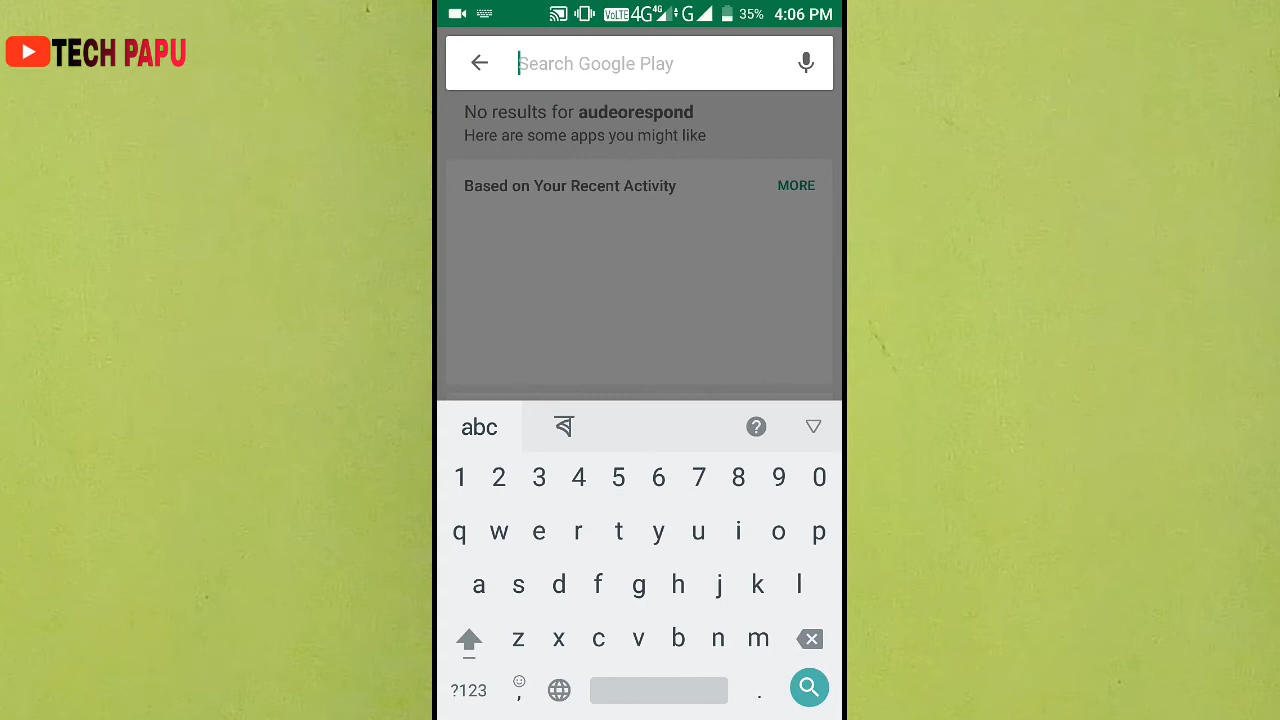 TECH PAPU
VoLTE 4G 4G G 35% 4:06 PM
Search Google Play
No results for audeorespond
Here are some apps you might like
Based on Your Recent Activity MORE
abc ব ?
1 2 3 4 5 6 7 8 9 0
q w e r t y u i o p
a s d f g h j k l
z x c v b n m
?123 , .